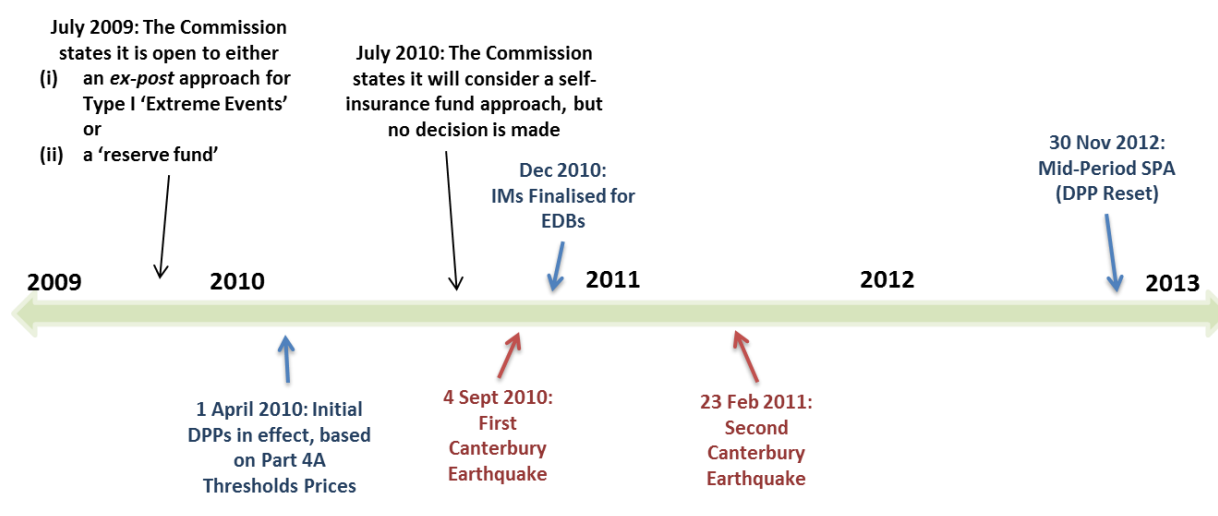 July 2009: The Commission
states it is open to either
(i) an ex-post approach for
Type I ‘Extreme Events’
or
(ii) a ‘reserve fund’
July 2010: The Commission
states it will consider a self-
insurance fund approach, but
no decision is made
Dec 2010:
IMs Finalised for
EDBs
30 Nov 2012:
Mid-Period SPA
(DPP Reset)
2009
2010
2011
2012
2013
1 April 2010: Initial
DPPs in effect, based
on Part 4A
Thresholds Prices
4 Sept 2010:
First
Canterbury
Earthquake
23 Feb 2011:
Second
Canterbury
Earthquake